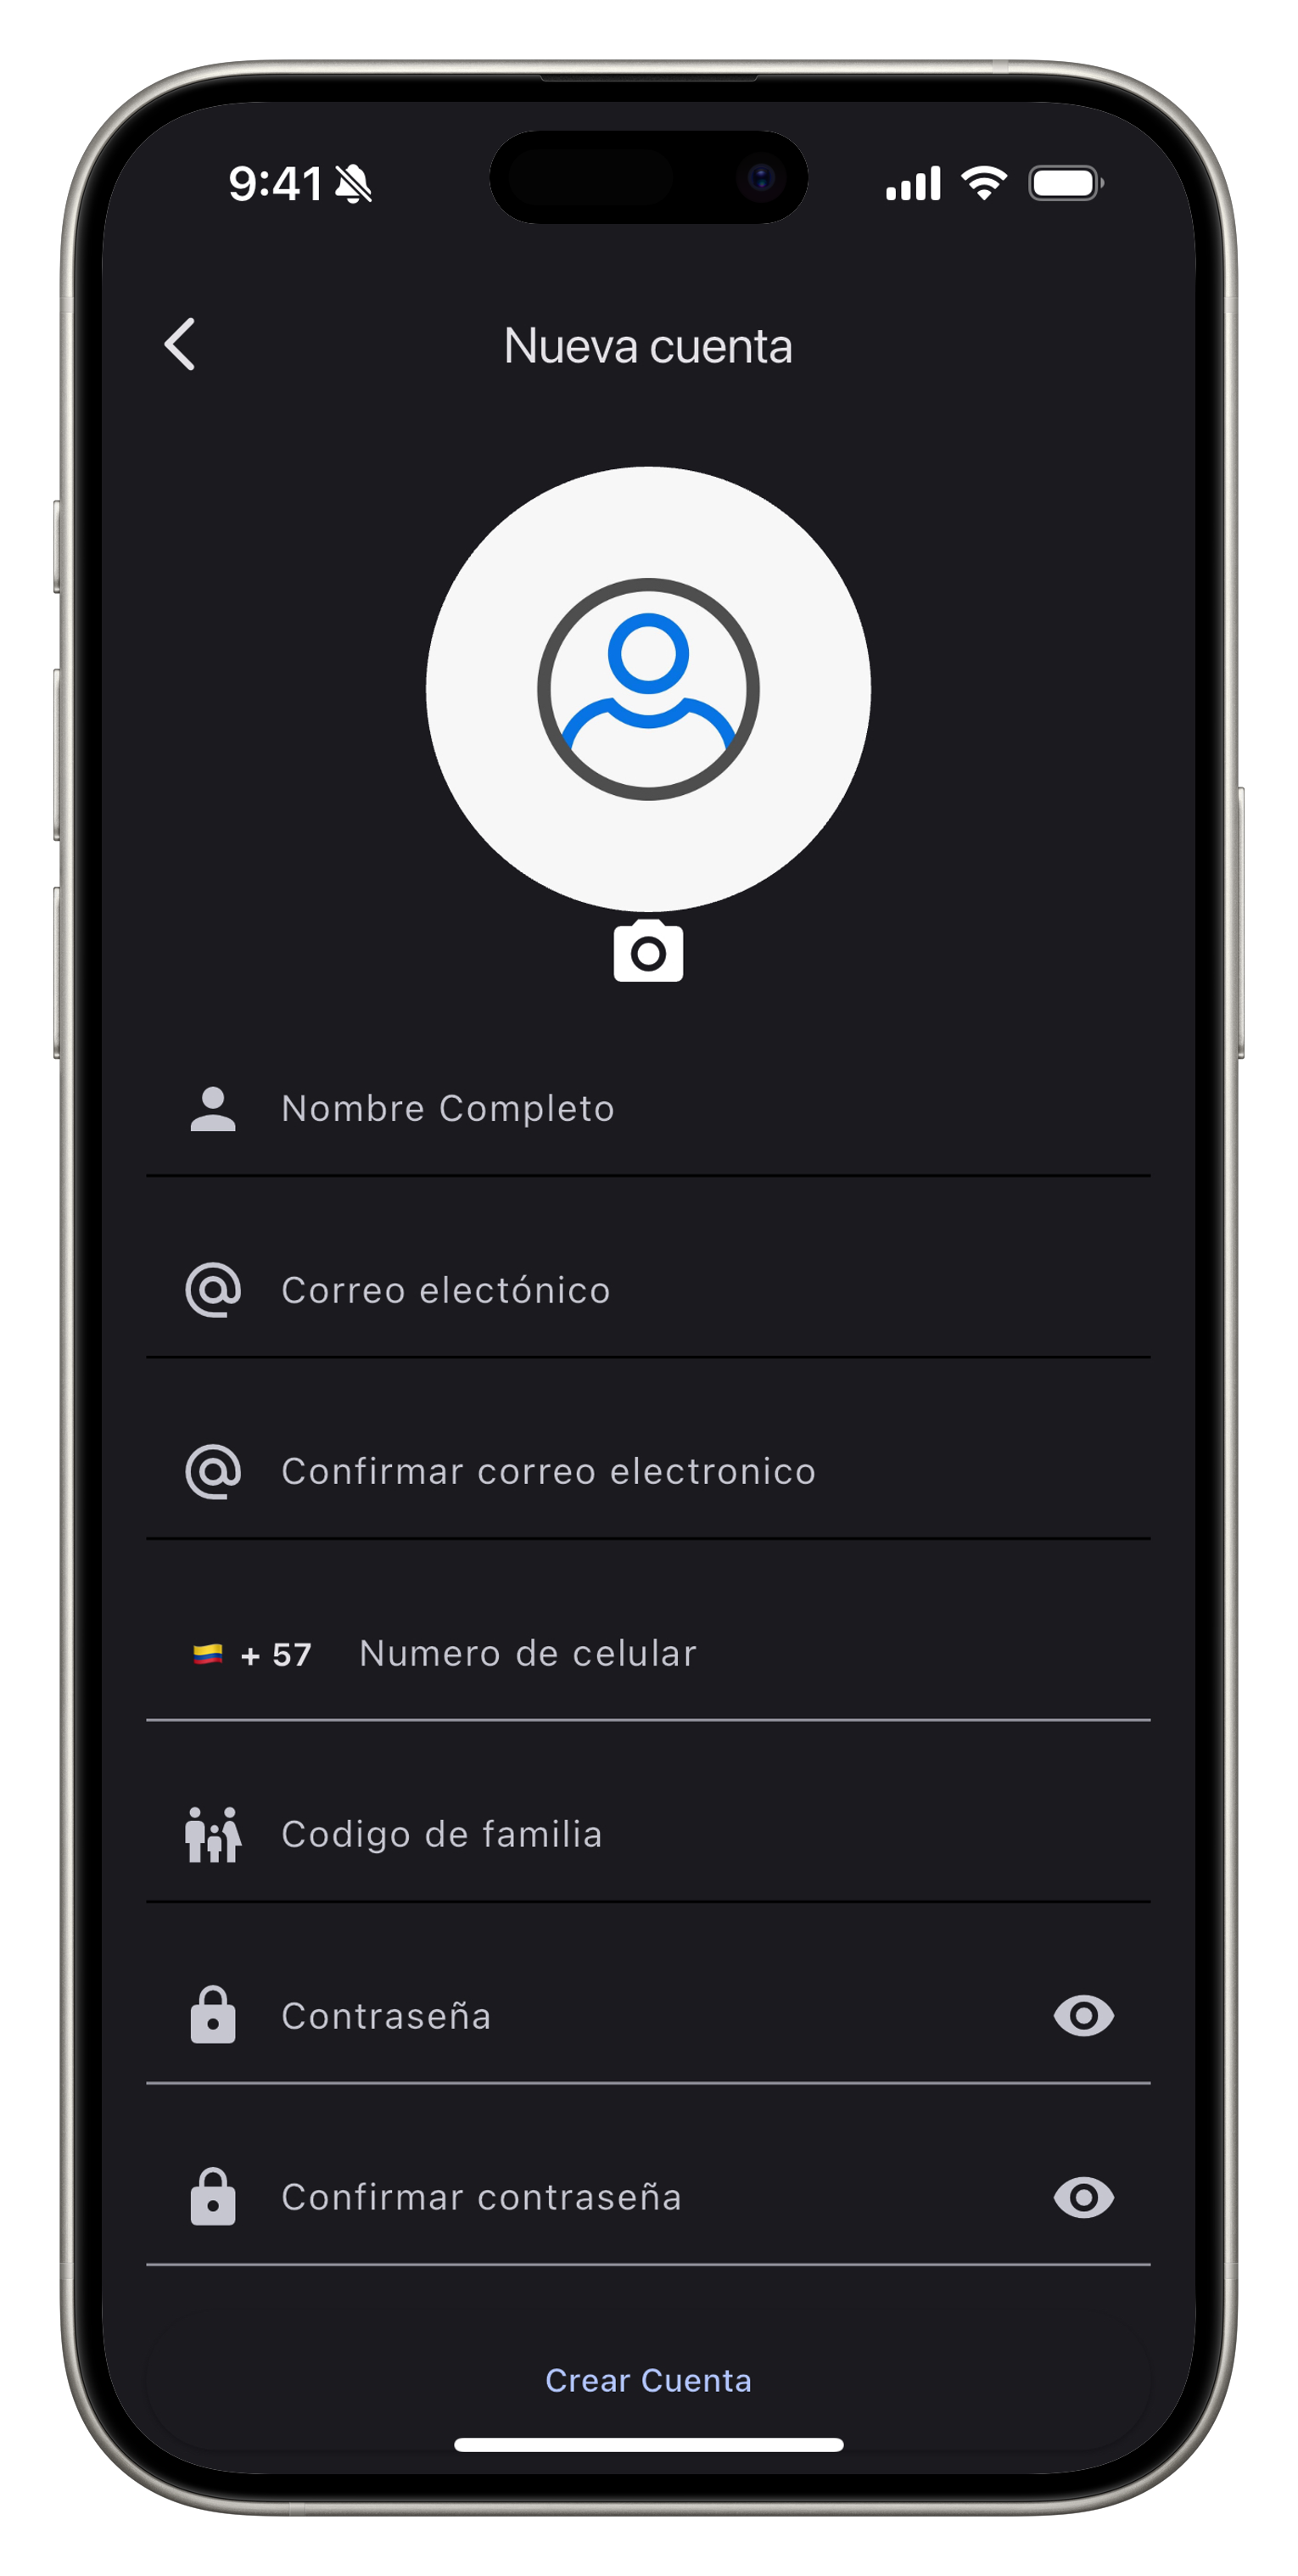 9:41
Nueva cuenta
Nombre Completo
Correo electónico
Confirmar correo electronico
+ 57 Numero de celular
Codigo de familia
Contraseña
Confirmar contraseña
Crear Cuenta